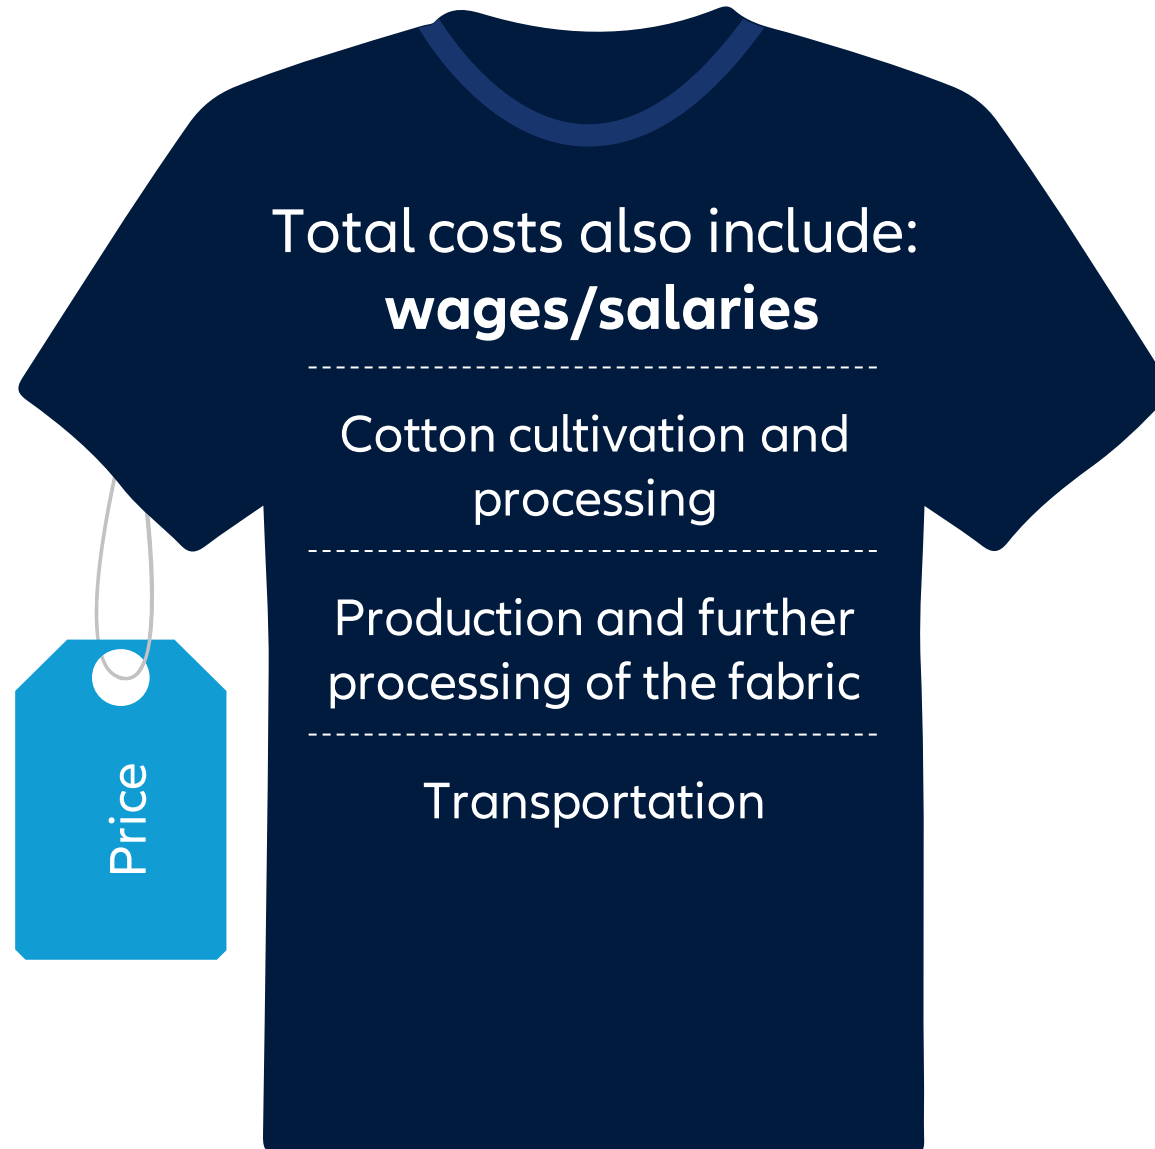 Total costs also include:
wages/salaries
Cotton cultivation and
processing
Production and further
processing of the fabric
Transportation
Price